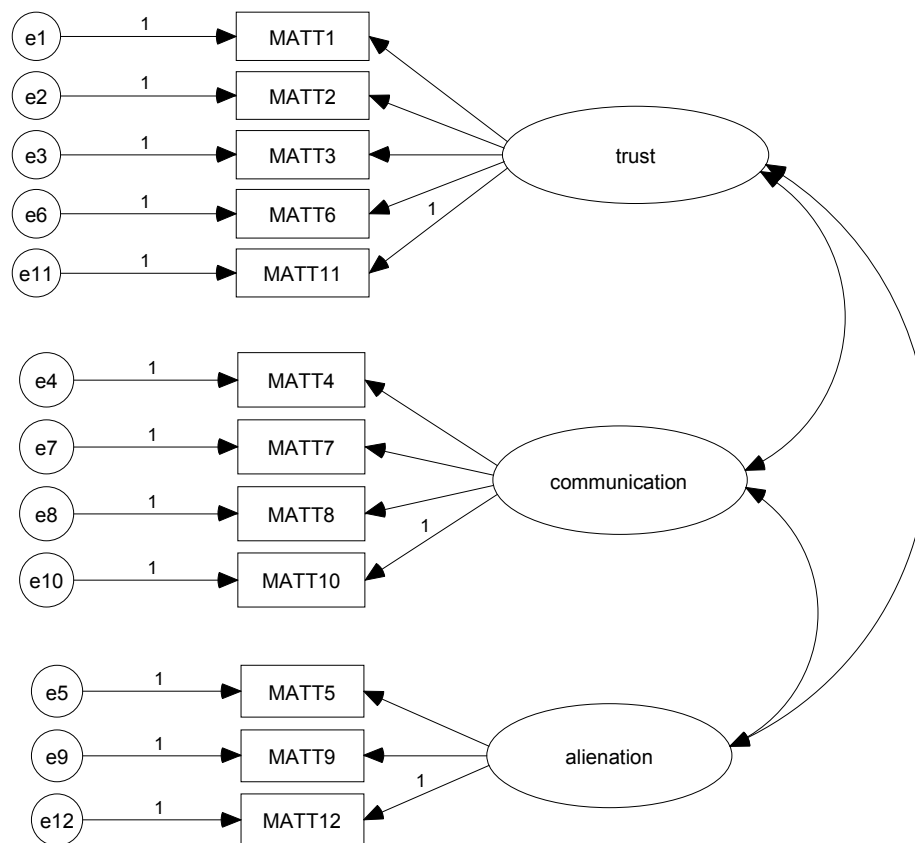 e1 1 MATT1
e2 1 MATT2
e3 1 MATT3 trust
e6 1 MATT6
1
e11 1 MATT11
e4 1 MATT4
e7 1 MATT7
communication
e8 1 MATT8
1
e10 1 MATT10
e5 1 MATT5
e9 1 MATT9 alienation
1
e12 1 MATT12